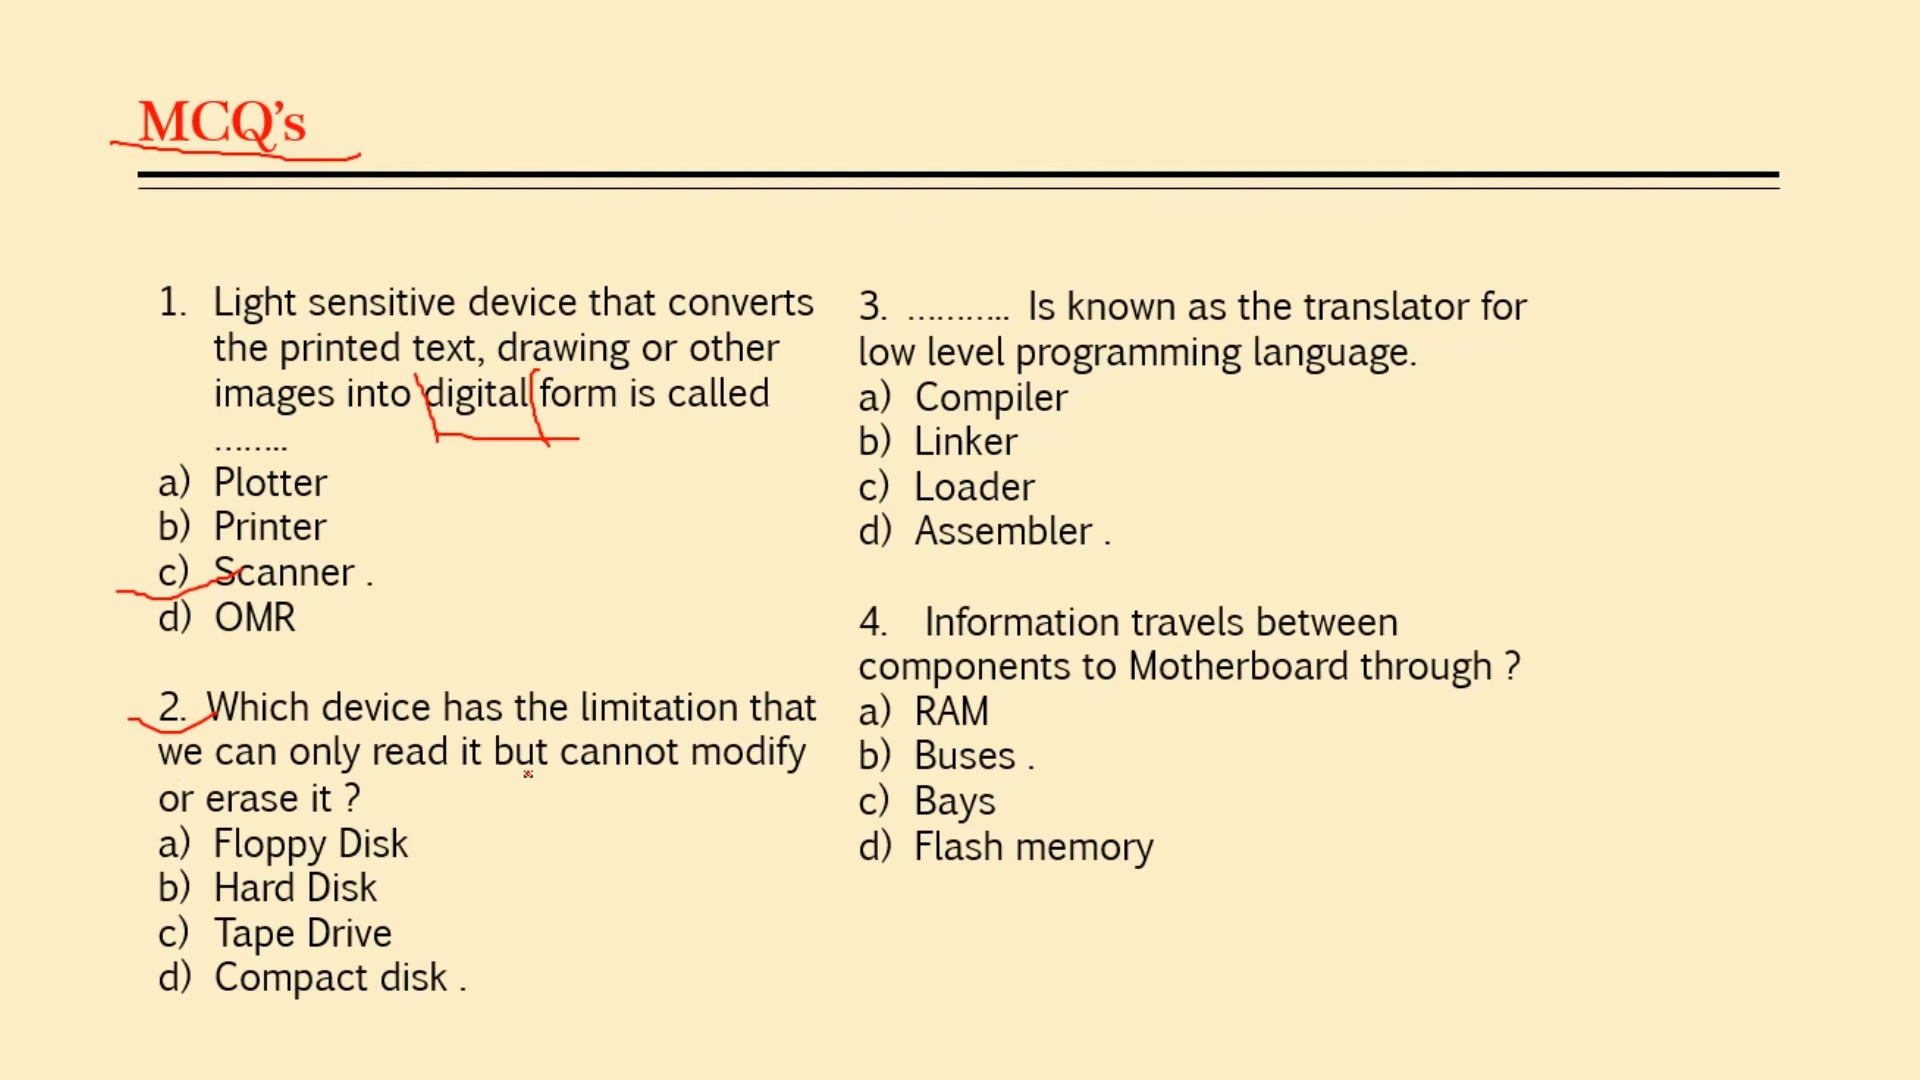 MCQ's
1. Light sensitive device that converts
the printed text, drawing or other
images into digital form is called
........
a) Plotter
b) Printer
c) Scanner .
d) OMR
2. Which device has the limitation that
we can only read it but cannot modify
or erase it ?
a) Floppy Disk
b) Hard Disk
c) Tape Drive
d) Compact disk .
3. ........... Is known as the translator for
low level programming language.
a) Compiler
b) Linker
c) Loader
d) Assembler .
4. Information travels between
components to Motherboard through ?
a) RAM
b) Buses .
c) Bays
d) Flash memory